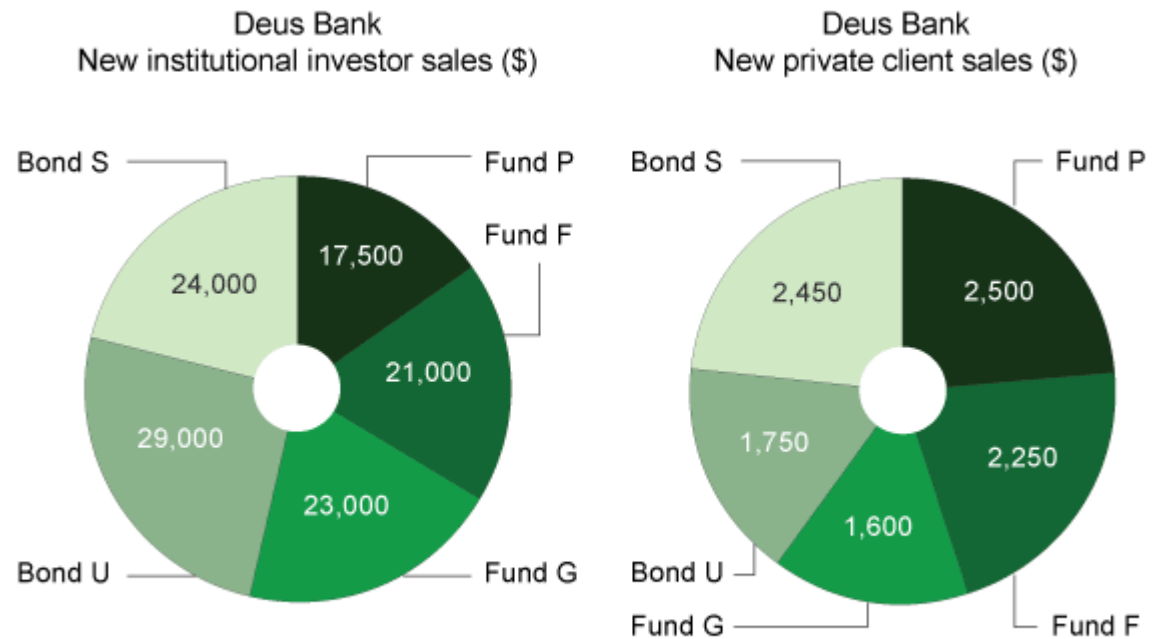 Deus Bank
New institutional investor sales ($)
Bond S
Fund P
Fund F
17,500
24,000
21,000
29,000
23,000
Bond U
Fund G
Deus Bank
New private client sales ($)
Bond S
Fund P
2,450
2,500
1,750
2,250
1,600
Bond U
Fund G
Fund F